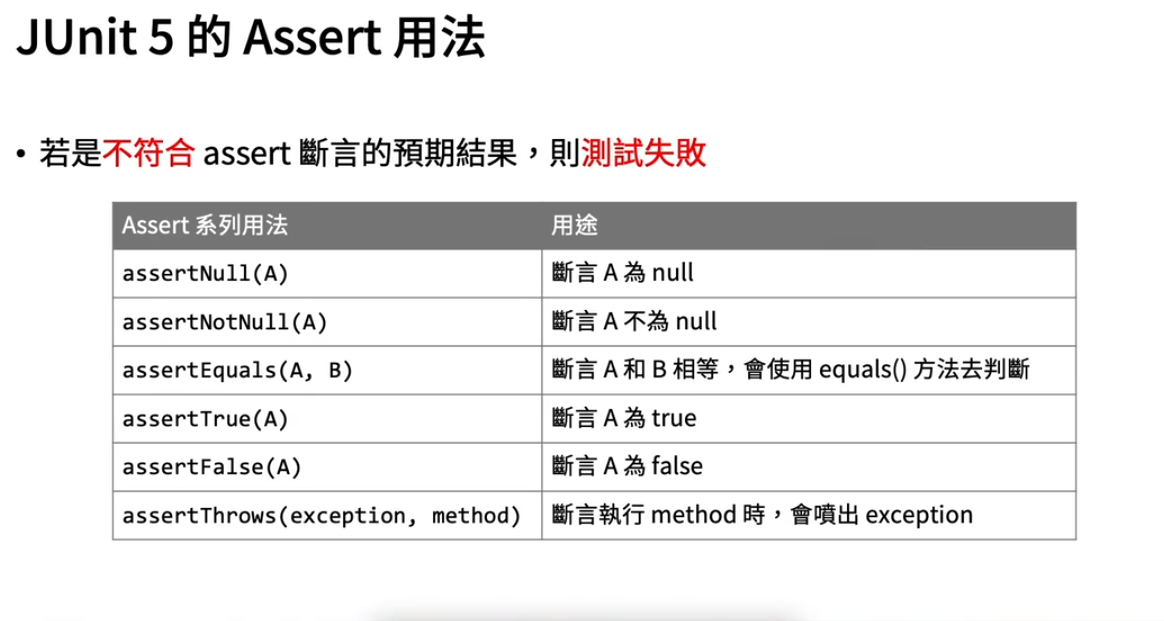 JUnit 5 的 Assert 用法
• 若是不符合 assert 斷言的預期結果，則測試失敗
Assert 系列用法 用途
assertNull(A) 斷言 A 為 null
assertNotNull(A) 斷言 A 不為 null
assertEquals(A, B) 斷言 A 和 B 相等，會使用 equals() 方法去判斷
assertTrue(A) 斷言 A 為 true
assertFalse(A) 斷言 A 為 false
assertThrows(exception, method) 斷言執行 method 時，會噴出 exception